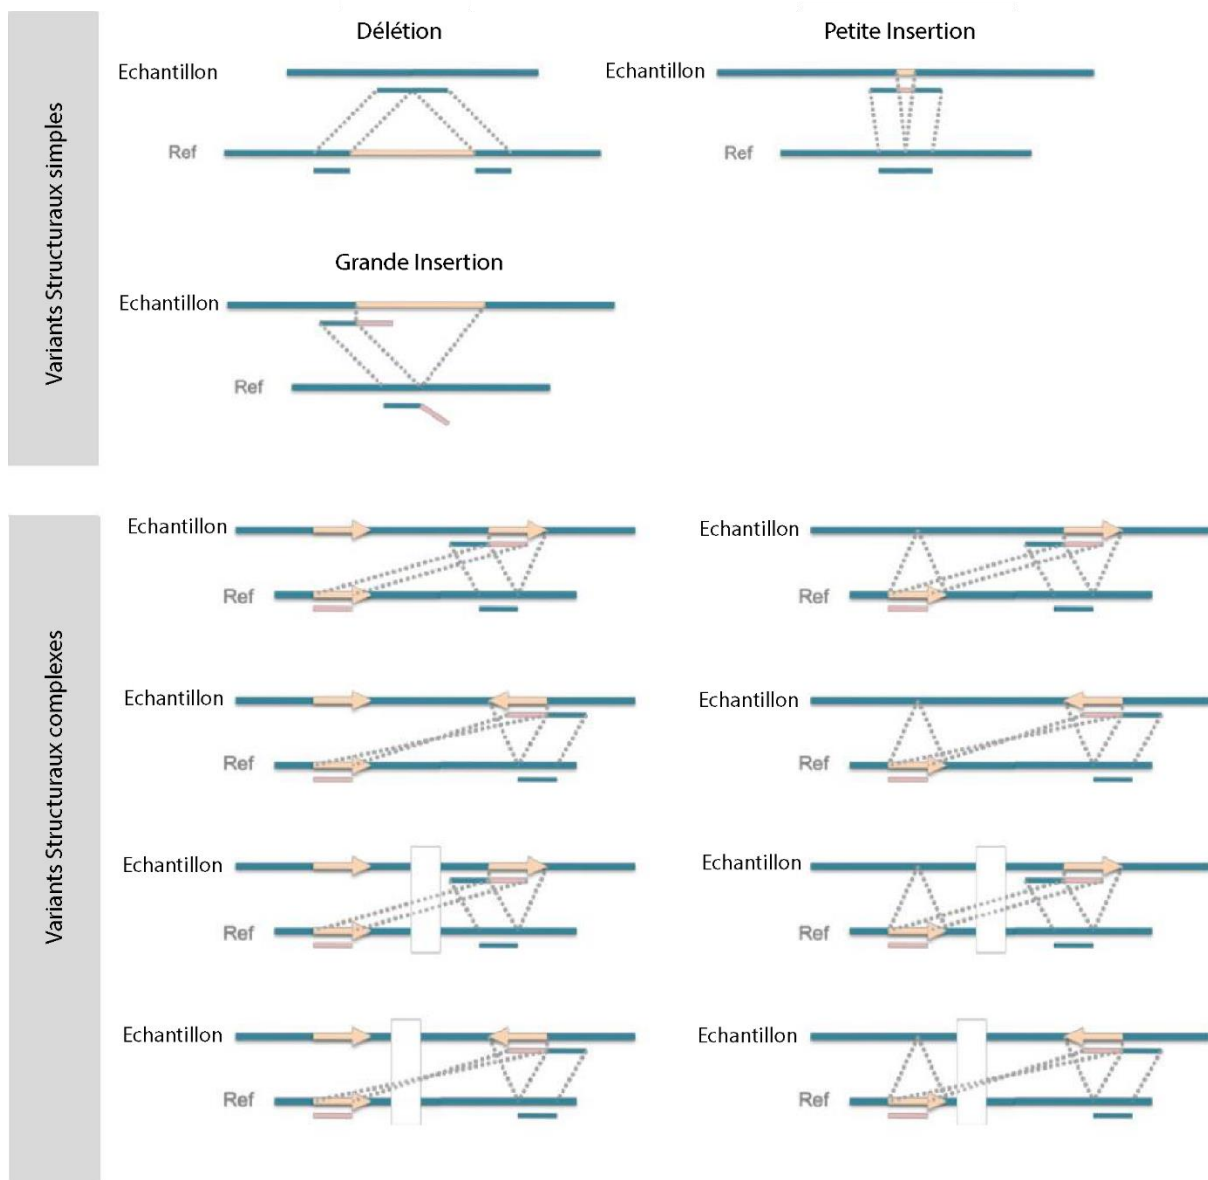 Variants Structuraux simples
Délétion
Echantillon
Ref
Petite Insertion
Echantillon
Ref
Grande Insertion
Echantillon
Ref
Variants Structuraux complexes
Echantillon
Echantillon
Ref
Ref
Echantillon
Echantillon
Ref
Ref
Echantillon
Echantillon
Ref
Ref
Echantillon
Echantillon
Ref
Ref